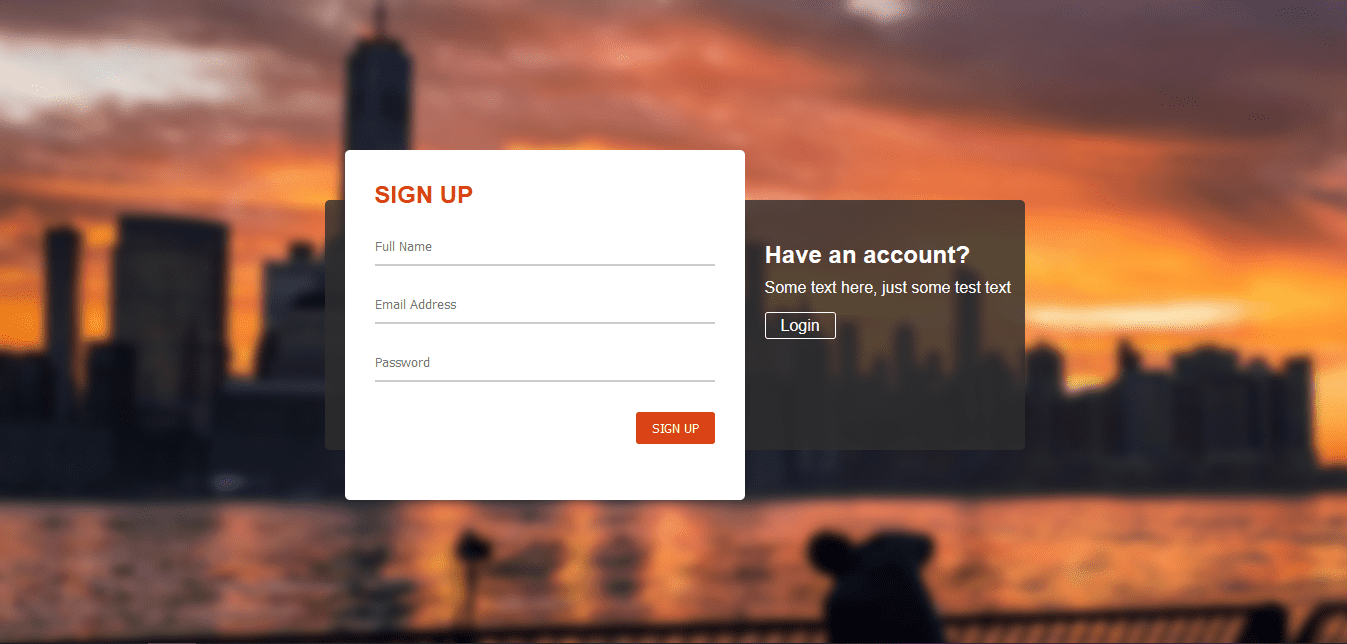 SIGN UP
Full Name
Email Address
Password
SIGN UP
Have an account?
Some text here, just some test text
Login